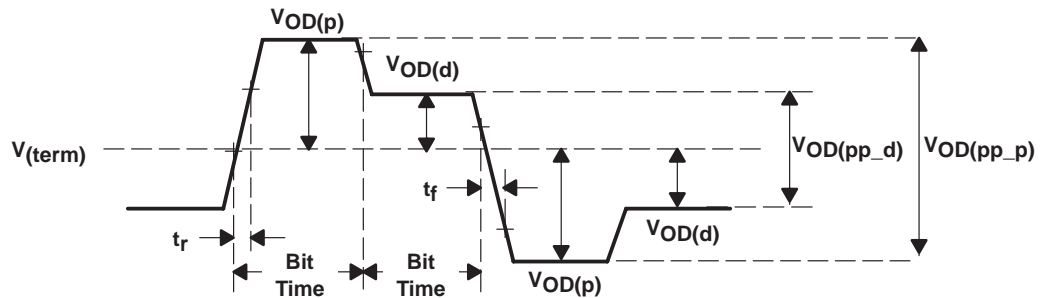 VOD(p)
VOD(d)
V(term)
VOD(pp_d)
VOD(pp_p)
tf
VOD(d)
tr
Bit
Time
Bit
Time
VOD(p)